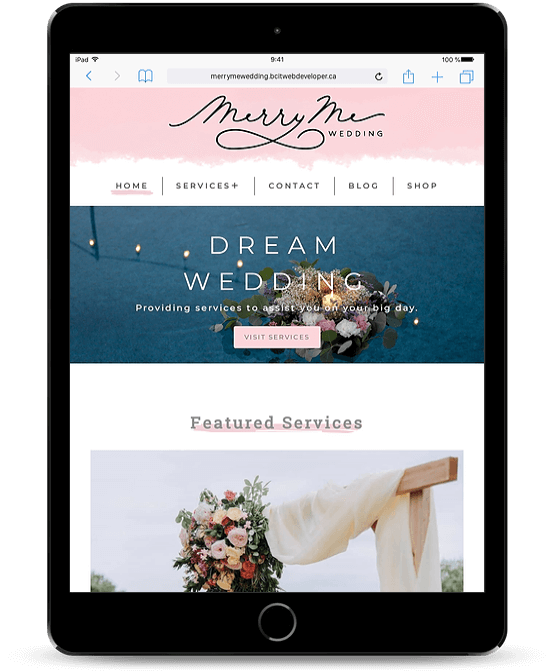 iPad 9:41 100 %
merrymewedding.bcitwebdeveloper.ca
Merry Me
WEDDING
HOME SERVICES+ CONTACT BLOG SHOP
DREAM
WEDDING
Providing services to assist you on your big day.
VISIT SERVICES
Featured Services